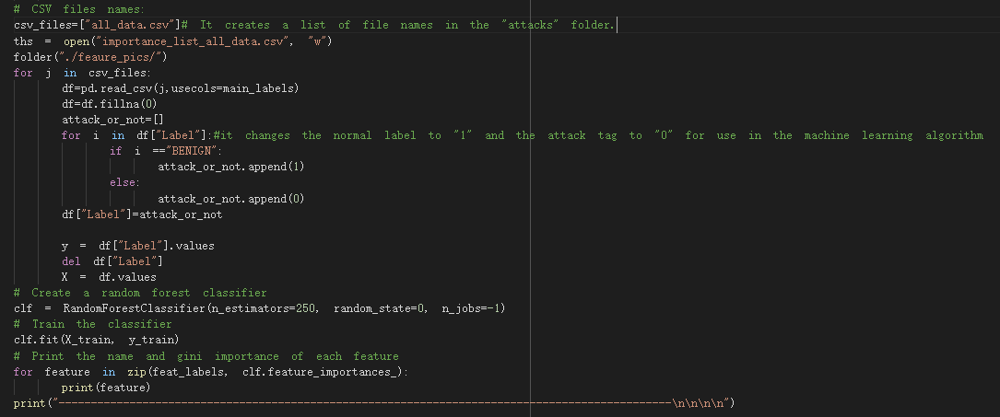 # CSV files names:
csv_files=["all_data.csv"]# It creates a list of file names in the "attacks" folder.
ths = open("importance_list_all_data.csv", "w")
folder("./feaure_pics/")
for j in csv_files:
df=pd.read_csv(j,usecols=main_labels)
df=df.fillna(0)
attack_or_not=[]
for i in df["Label"]:#it changes the normal label to "1" and the attack tag to "0" for use in the machine learning algorithm
if i =="BENIGN":
attack_or_not.append(1)
else:
attack_or_not.append(0)
df["Label"]=attack_or_not
y = df["Label"].values
del df["Label"]
X = df.values
# Create a random forest classifier
clf = RandomForestClassifier(n_estimators=250, random_state=0, n_jobs=-1)
# Train the classifier
clf.fit(X_train, y_train)
# Print the name and gini importance of each feature
for feature in zip(feat_labels, clf.feature_importances_):
print(feature)
print("-----------------------------------------------------------------------------------------------\n\n\n\n")